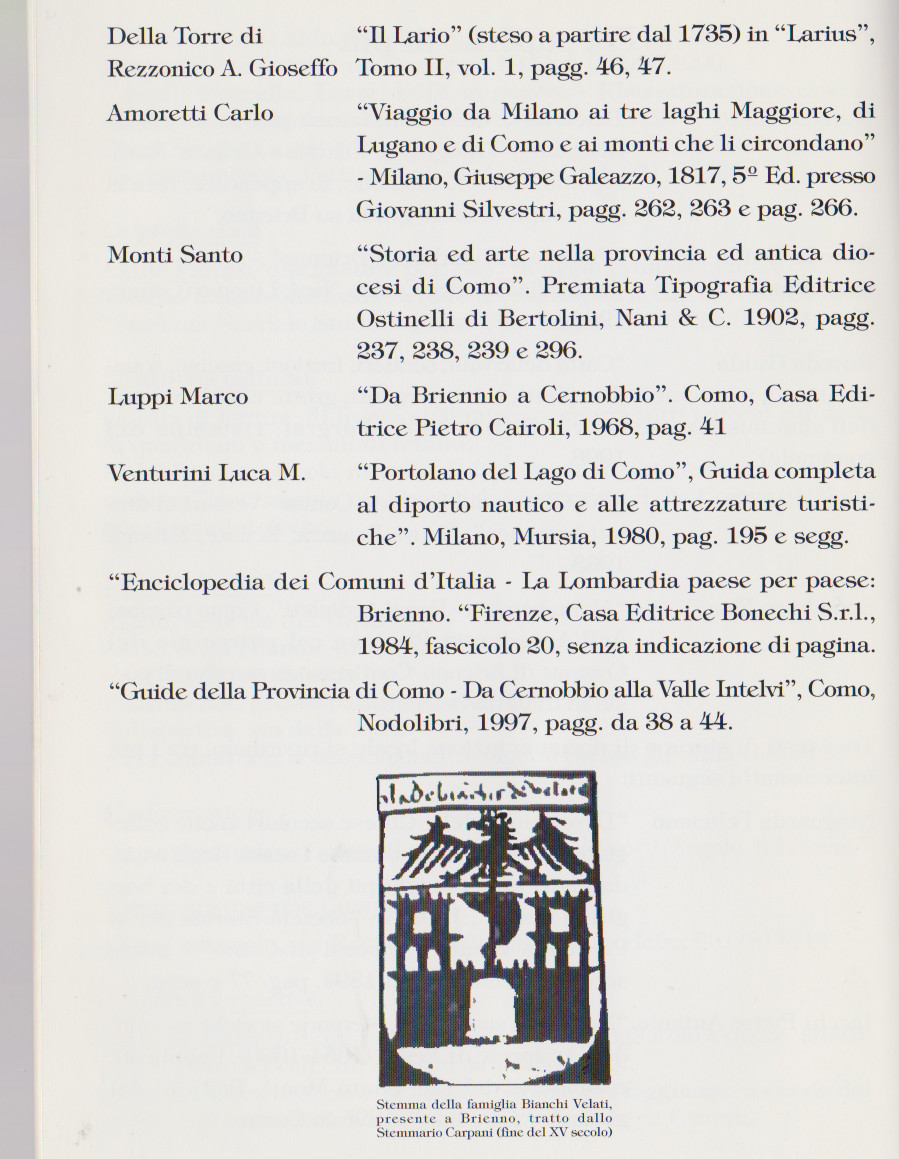 Della Torre di “Il Lario” (steso a partire dal 1735) in “Larius”,
Rezzonico A. Gioseffo Tomo II, vol. 1, pagg. 46, 47.
Amoretti Carlo “Viaggio da Milano ai tre laghi Maggiore, di
Lugano e di Como e ai monti che li circondano”
- Milano, Giuseppe Galeazzo, 1817, 5º Ed. presso
Giovanni Silvestri, pagg. 262, 263 e pag. 266.
Monti Santo “Storia ed arte nella provincia ed antica dio-
cesi di Como”. Premiata Tipografia Editrice
Ostinelli di Bertolini, Nani & C. 1902, pagg.
237, 238, 239 e 296.
Luppi Marco “Da Briennio a Cernobbio”. Como, Casa Edi-
trice Pietro Cairoli, 1968, pag. 41
Venturini Luca M. “Portolano del Lago di Como”, Guida completa
al diporto nautico e alle attrezzature turisti-
che”. Milano, Mursia, 1980, pag. 195 e segg.
“Enciclopedia dei Comuni d’Italia - La Lombardia paese per paese:
Brienno. “Firenze, Casa Editrice Bonechi S.r.l.,
1984, fascicolo 20, senza indicazione di pagina.
“Guide della Provincia di Como - Da Cernobbio alla Valle Intelvi”, Como,
Nodolibri, 1997, pagg. da 38 a 44.
Stemma della famiglia Bianchi Velati,
presente a Brienno, tratto dallo
Stemmario Carpani (fine del XV secolo)